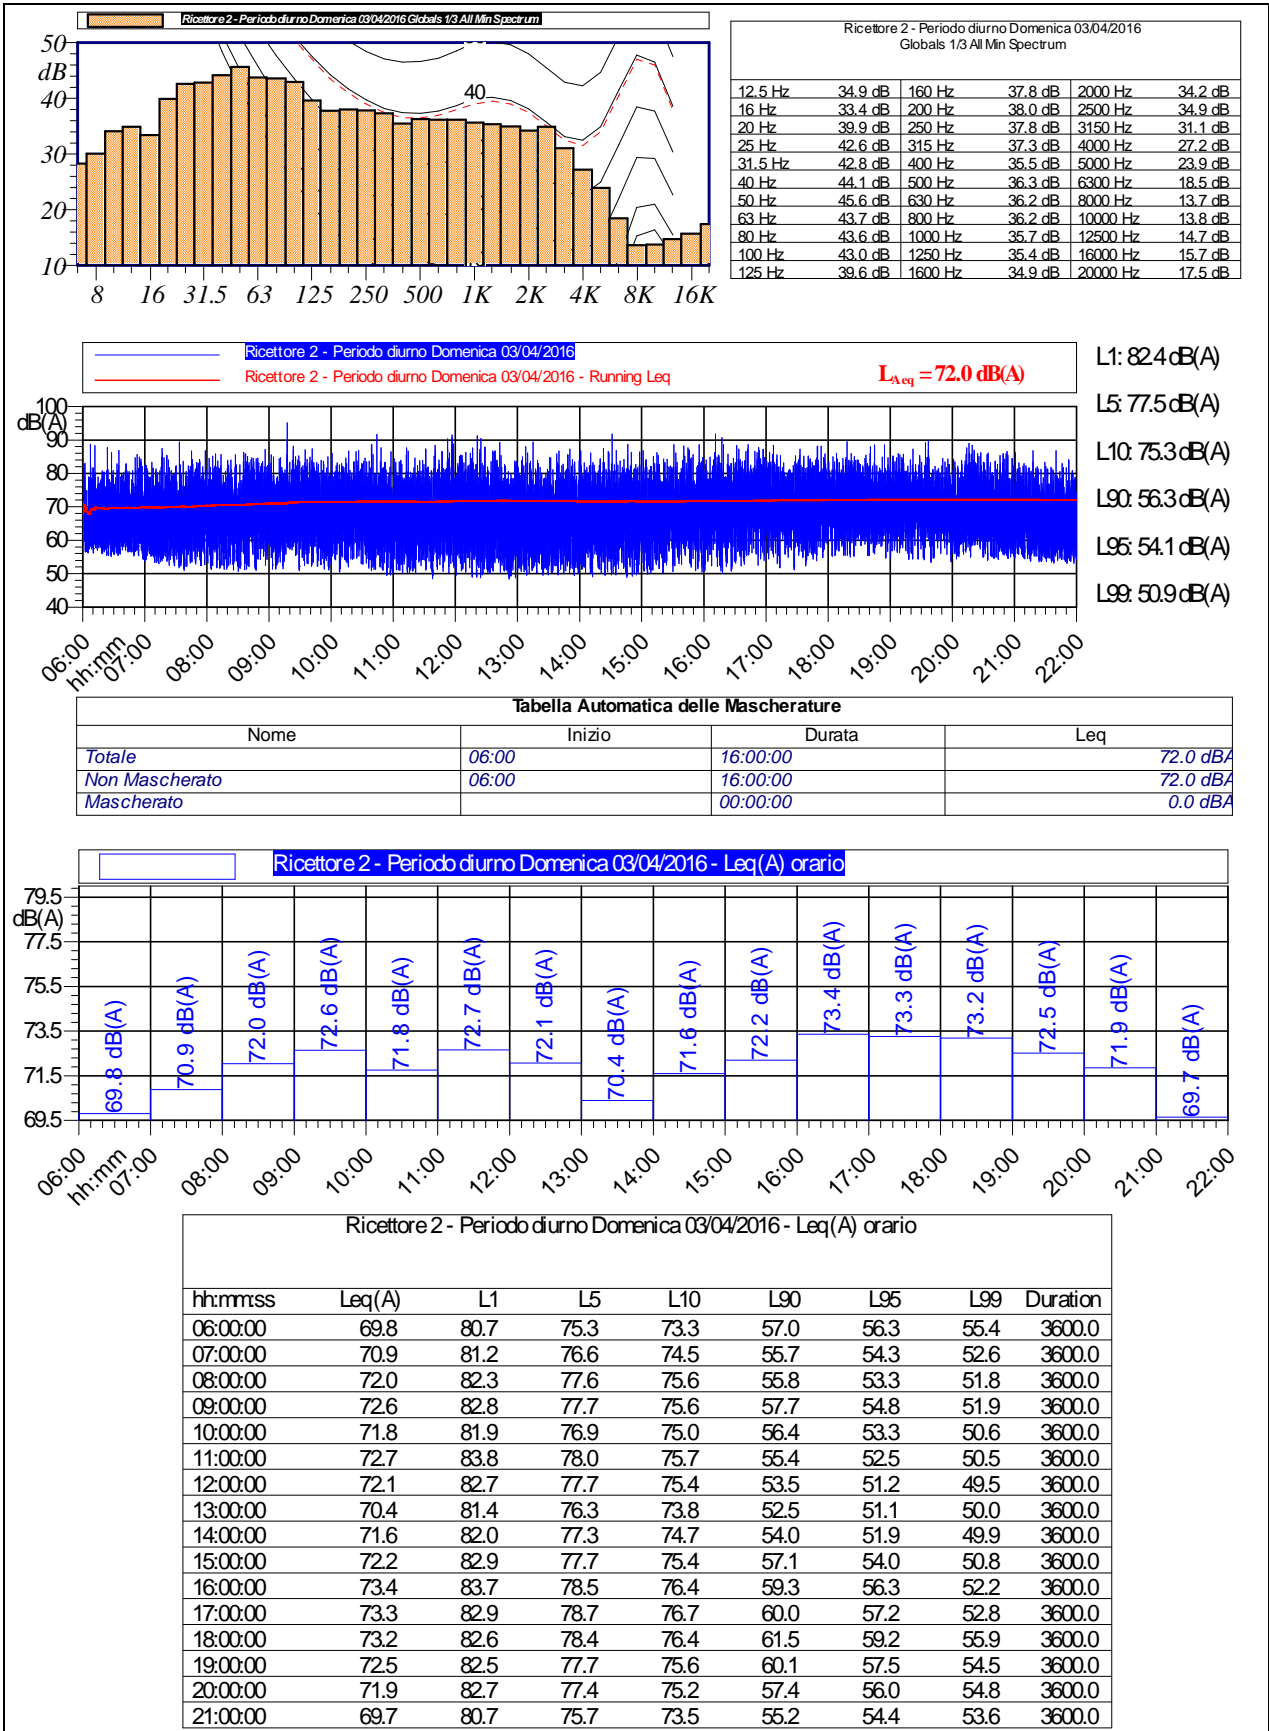 Ricettore 2 - Periodo diurno Domenica 03/04/2016 Globals 1/3 All Min Spectrum
50
dB
40
40
30
20
10
8 16 31.5 63 125 250 500 1K 2K 4K 8K 16K
Ricettore 2 - Periodo diurno Domenica 03/04/2016
Globals 1/3 All Min Spectrum
12.5 Hz 34.9 dB 160 Hz 37.8 dB 2000 Hz 34.2 dB
16 Hz 33.4 dB 200 Hz 38.0 dB 2500 Hz 34.9 dB
20 Hz 39.9 dB 250 Hz 37.8 dB 3150 Hz 31.1 dB
25 Hz 42.6 dB 315 Hz 37.3 dB 4000 Hz 27.2 dB
31.5 Hz 42.8 dB 400 Hz 35.5 dB 5000 Hz 23.9 dB
40 Hz 44.1 dB 500 Hz 36.3 dB 6300 Hz 18.5 dB
50 Hz 45.6 dB 630 Hz 36.2 dB 8000 Hz 13.7 dB
63 Hz 43.7 dB 800 Hz 36.2 dB 10000 Hz 13.8 dB
80 Hz 43.6 dB 1000 Hz 35.7 dB 12500 Hz 14.7 dB
100 Hz 43.0 dB 1250 Hz 35.4 dB 16000 Hz 15.7 dB
125 Hz 39.6 dB 1600 Hz 34.9 dB 20000 Hz 17.5 dB
Ricettore 2 - Periodo diurno Domenica 03/04/2016
Ricettore 2 - Periodo diurno Domenica 03/04/2016 - Running Leq
LAeq = 72.0 dB(A)
L1: 82.4 dB(A)
L5: 77.5 dB(A)
L10: 75.3 dB(A)
L90: 56.3 dB(A)
L95: 54.1 dB(A)
L99: 50.9 dB(A)
100
dB(A)
90
80
70
60
50
40
06:00 hh:mm 07:00 08:00 09:00 10:00 11:00 12:00 13:00 14:00 15:00 16:00 17:00 18:00 19:00 20:00 21:00 22:00
Tabella Automatica delle Mascherature
Nome Inizio Durata Leq
Totale 06:00 16:00:00 72.0 dBA
Non Mascherato 06:00 16:00:00 72.0 dBA
Mascherato 00:00:00 0.0 dBA
Ricettore 2 - Periodo diurno Domenica 03/04/2016 - Leq(A) orario
79.5
dB(A)
77.5
75.5
73.5
71.5
69.5
69.8 dB(A)
70.9 dB(A)
72.0 dB(A)
72.6 dB(A)
71.8 dB(A)
72.7 dB(A)
72.1 dB(A)
70.4 dB(A)
71.6 dB(A)
72.2 dB(A)
73.4 dB(A)
73.3 dB(A)
73.2 dB(A)
72.5 dB(A)
71.9 dB(A)
69.7 dB(A)
06:00 hh:mm 07:00 08:00 09:00 10:00 11:00 12:00 13:00 14:00 15:00 16:00 17:00 18:00 19:00 20:00 21:00 22:00
Ricettore 2 - Periodo diurno Domenica 03/04/2016 - Leq(A) orario
hh:mm:ss Leq(A) L1 L5 L10 L90 L95 L99 Duration
06:00:00 69.8 80.7 75.3 73.3 57.0 56.3 55.4 3600.0
07:00:00 70.9 81.2 76.6 74.5 55.7 54.3 52.6 3600.0
08:00:00 72.0 82.3 77.6 75.6 55.8 53.3 51.8 3600.0
09:00:00 72.6 82.8 77.7 75.6 57.7 54.8 51.9 3600.0
10:00:00 71.8 81.9 76.9 75.0 56.4 53.3 50.6 3600.0
11:00:00 72.7 83.8 78.0 75.7 55.4 52.5 50.5 3600.0
12:00:00 72.1 82.7 77.7 75.4 53.5 51.2 49.5 3600.0
13:00:00 70.4 81.4 76.3 73.8 52.5 51.1 50.0 3600.0
14:00:00 71.6 82.0 77.3 74.7 54.0 51.9 49.9 3600.0
15:00:00 72.2 82.9 77.7 75.4 57.1 54.0 50.8 3600.0
16:00:00 73.4 83.7 78.5 76.4 59.3 56.3 52.2 3600.0
17:00:00 73.3 82.9 78.7 76.7 60.0 57.2 52.8 3600.0
18:00:00 73.2 82.6 78.4 76.4 61.5 59.2 55.9 3600.0
19:00:00 72.5 82.5 77.7 75.6 60.1 57.5 54.5 3600.0
20:00:00 71.9 82.7 77.4 75.2 57.4 56.0 54.8 3600.0
21:00:00 69.7 80.7 75.7 73.5 55.2 54.4 53.6 3600.0